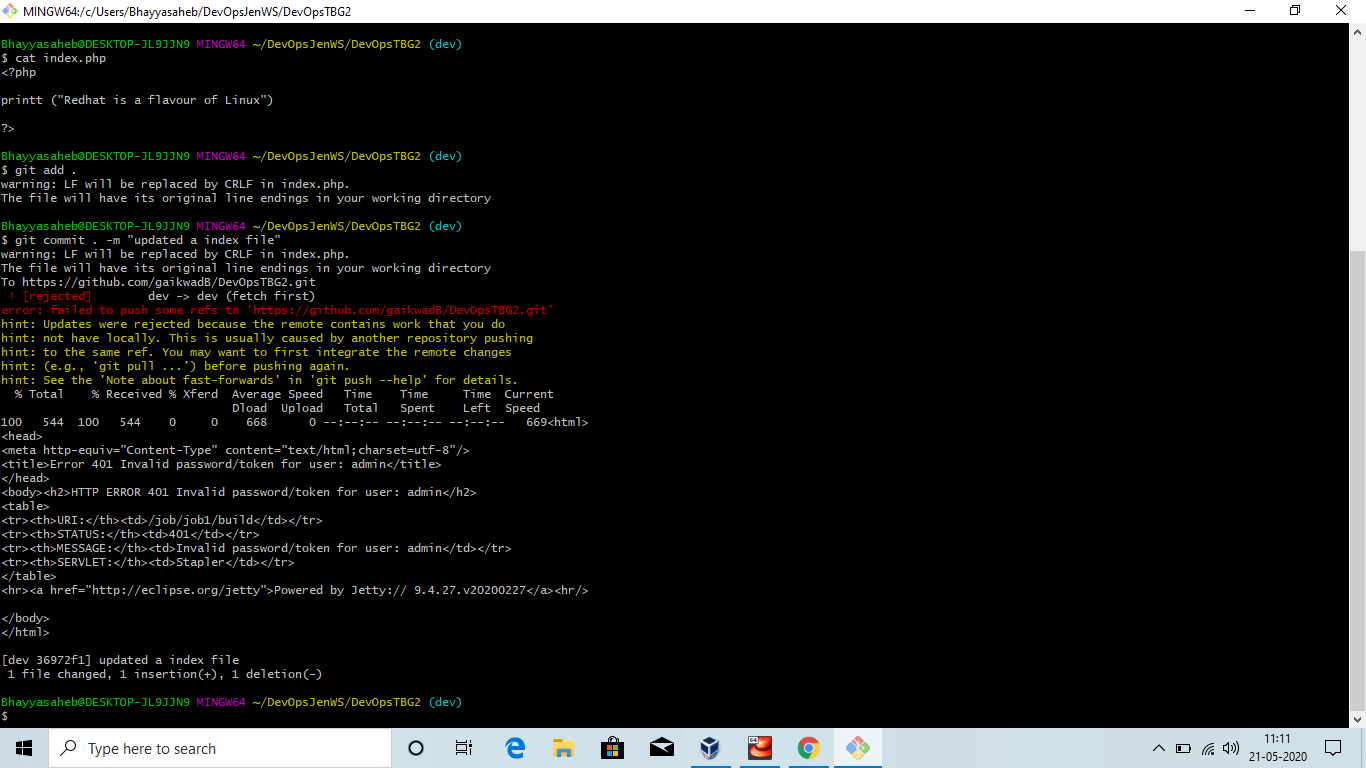 MINGW64:/c/Users/Bhayyasaheb/DevOpsJenWS/DevOpsTBG2
Bhayyasaheb@DESKTOP-JL9JJN9 MINGW64 ~/DevOpsJenWS/DevOpsTBG2 (dev)
$ cat index.php
<?php
printt ("Redhat is a flavour of Linux")
?>
Bhayyasaheb@DESKTOP-JL9JJN9 MINGW64 ~/DevOpsJenWS/DevOpsTBG2 (dev)
$ git add .
warning: LF will be replaced by CRLF in index.php.
The file will have its original line endings in your working directory
Bhayyasaheb@DESKTOP-JL9JJN9 MINGW64 ~/DevOpsJenWS/DevOpsTBG2 (dev)
$ git commit . -m "updated a index file"
warning: LF will be replaced by CRLF in index.php.
The file will have its original line endings in your working directory
To https://github.com/gaikwadB/DevOpsTBG2.git
 ! [rejected]        dev -> dev (fetch first)
error: failed to push some refs to 'https://github.com/gaikwadB/DevOpsTBG2.git'
hint: Updates were rejected because the remote contains work that you do
hint: not have locally. This is usually caused by another repository pushing
hint: to the same ref. You may want to first integrate the remote changes
hint: (e.g., 'git pull ...') before pushing again.
hint: See the 'Note about fast-forwards' in 'git push --help' for details.
  % Total    % Received % Xferd  Average Speed   Time    Time     Time  Current
                                 Dload  Upload   Total   Spent    Left  Speed
100   544  100   544    0     0    668      0 --:--:-- --:--:-- --:--:--   669<html>
<head>
<meta http-equiv="Content-Type" content="text/html;charset=utf-8"/>
<title>Error 401 Invalid password/token for user: admin</title>
</head>
<body><h2>HTTP ERROR 401 Invalid password/token for user: admin</h2>
<table>
<tr><th>URI:</th><td>/job/job1/build</td></tr>
<tr><th>STATUS:</th><td>401</td></tr>
<tr><th>MESSAGE:</th><td>Invalid password/token for user: admin</td></tr>
<tr><th>SERVLET:</th><td>Stapler</td></tr>
</table>
<hr><a href="http://eclipse.org/jetty">Powered by Jetty:// 9.4.27.v20200227</a><hr/>
</body>
</html>
[dev 36972f1] updated a index file
 1 file changed, 1 insertion(+), 1 deletion(-)
Bhayyasaheb@DESKTOP-JL9JJN9 MINGW64 ~/DevOpsJenWS/DevOpsTBG2 (dev)
$
Type here to search
64
11:11
21-05-2020